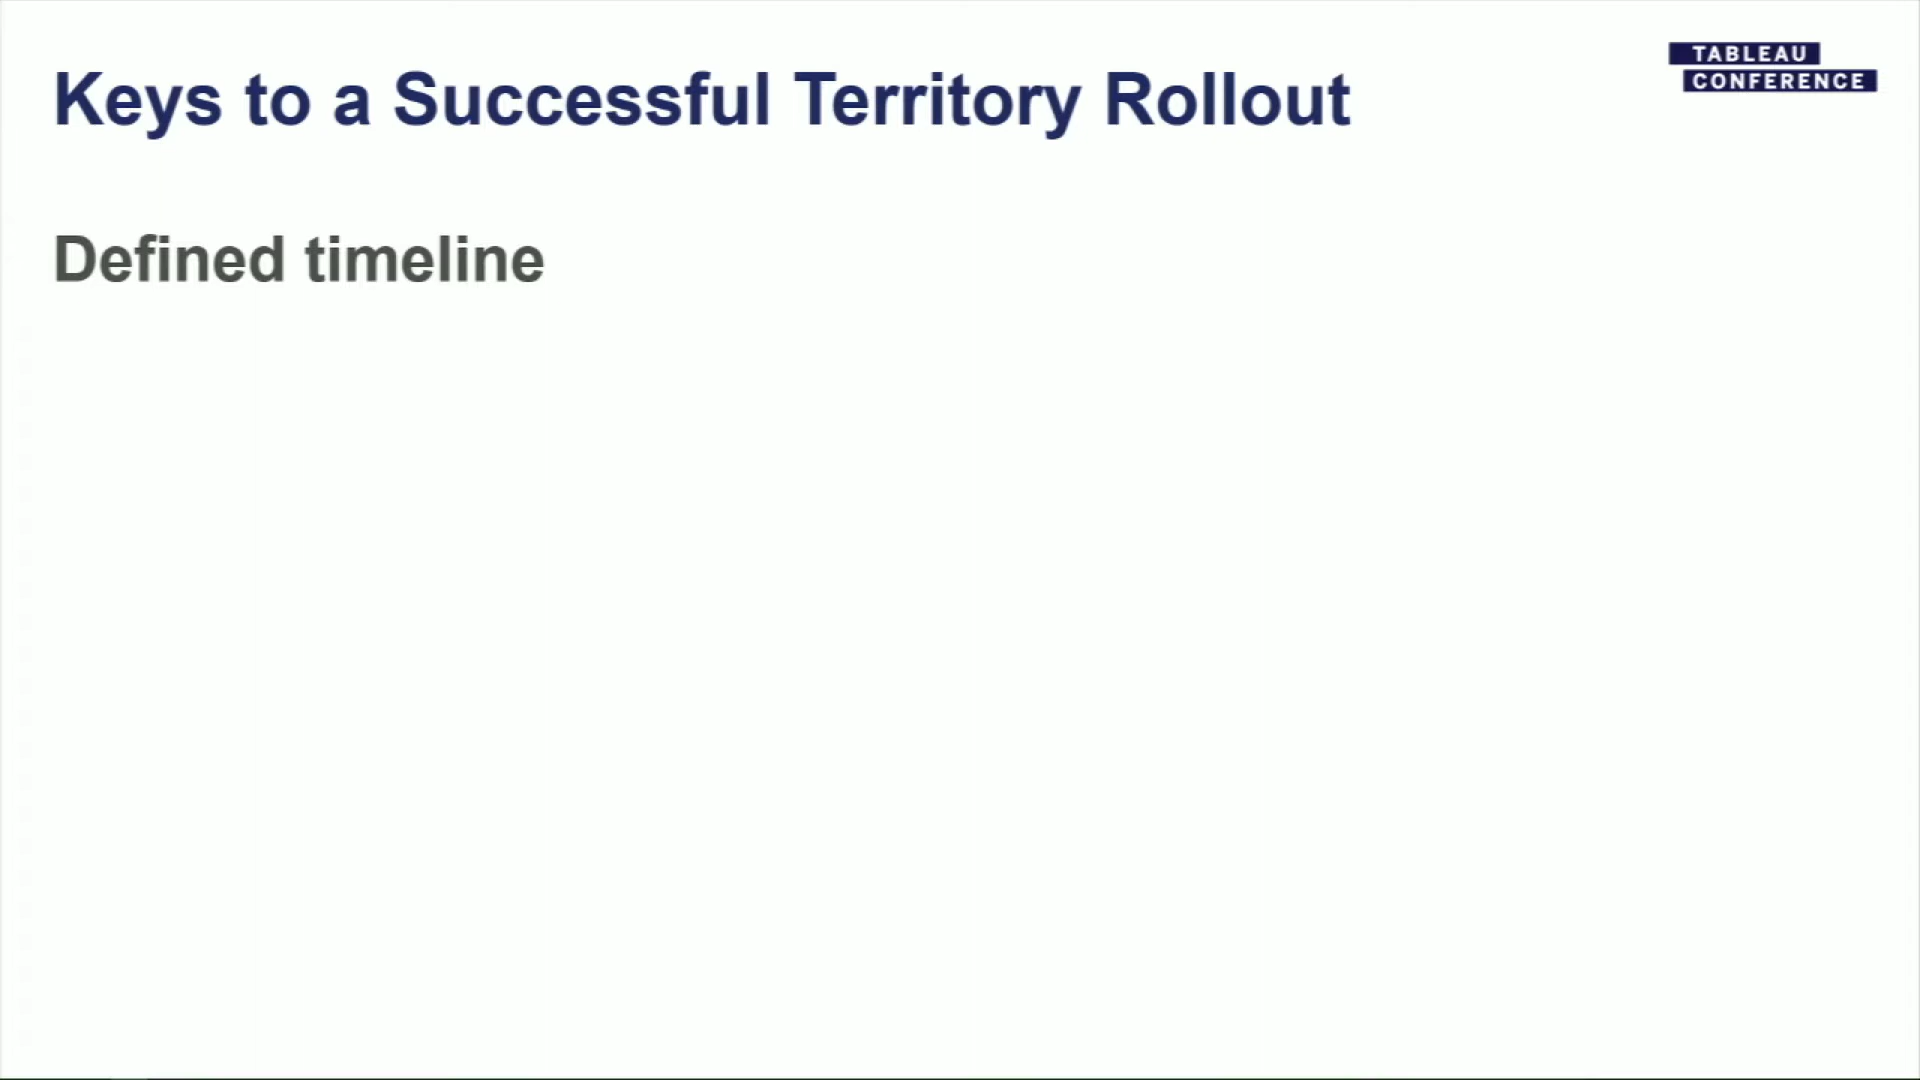 Keys to a Successful Territory Rollout
TABLEAU
CONFERENCE
Defined timeline